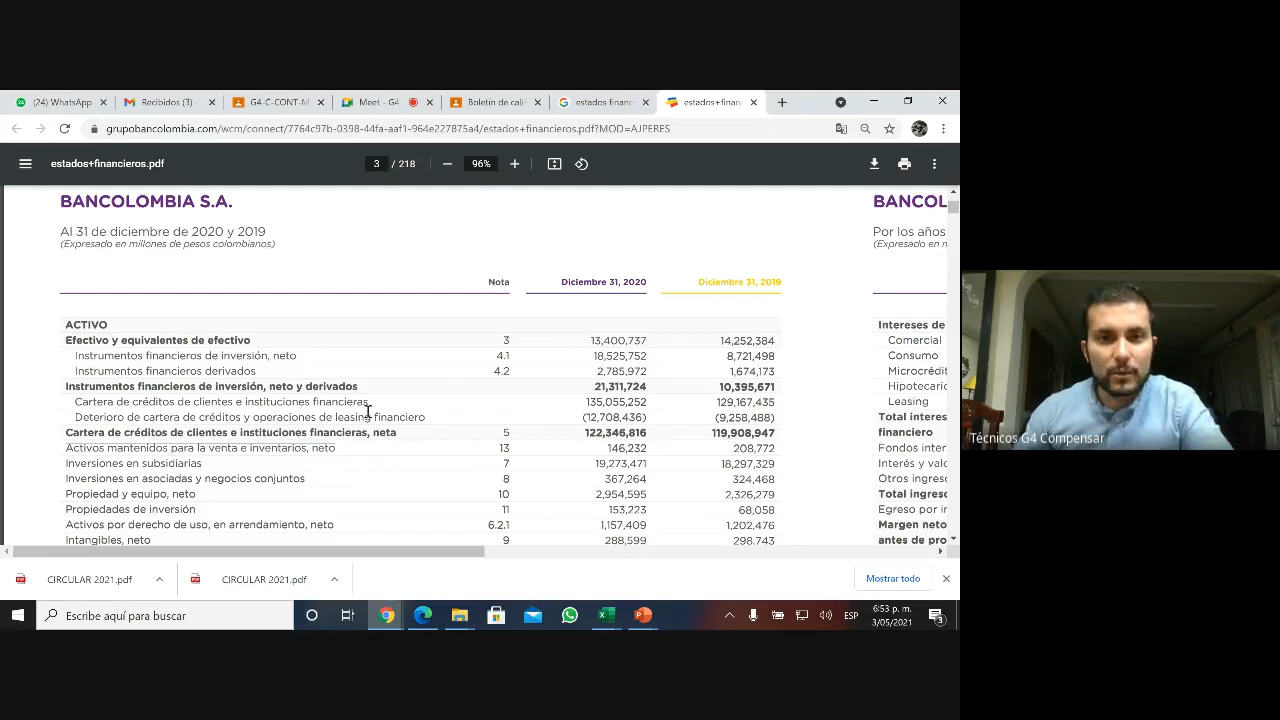 (24) WhatsApp
Recibidos (3) -
G4-C-CONT-M
Meet - G4-
Boletín de cali
estados financ
estados+finan
grupobancolombia.com/wcm/connect/7764c97b-0398-44fa-aaf1-964e227875a4/estados+financieros.pdf?MOD=AJPERES
estados+financieros.pdf
3 / 218
96%
BANCOLOMBIA S.A.
BANCOL
Al 31 de diciembre de 2020 y 2019
Por los años
(Expresado en millones de pesos colombianos)
(Expresado en m
Nota Diciembre 31, 2020 Diciembre 31, 2019
ACTIVO
Intereses de
Efectivo y equivalentes de efectivo 3 13,400,737 14,252,384
Comercial
Instrumentos financieros de inversión, neto 4.1 18,525,752 8,721,498
Consumo
Instrumentos financieros derivados 4.2 2,785,972 1,674,173
Microcrédit
Instrumentos financieros de inversión, neto y derivados 21,311,724 10,395,671
Hipotecario
Cartera de créditos de clientes e instituciones financieras 135,055,252 129,167,435
Leasing
Deterioro de cartera de créditos y operaciones de leasing financiero (12,708,436) (9,258,488)
Total interes
Cartera de créditos de clientes e instituciones financieras, neta 5 122,346,816 119,908,947
financiero
Activos mantenidos para la venta e inventarios, neto 13 146,232 208,772
Fondos inter
Inversiones en subsidiarias 7 19,273,471 18,297,329
Interés y valo
Inversiones en asociadas y negocios conjuntos 8 367,264 324,468
Otros ingres
Propiedad y equipo, neto 10 2,954,595 2,326,279
Total ingreso
Propiedades de inversión 11 153,223 68,058
Egreso por in
Activos por derecho de uso, en arrendamiento, neto 6.2.1 1,157,409 1,202,476
Margen neto
Intangibles, neto 9 288,599 298,743
antes de pro
Técnicos G4 Compensar
CIRCULAR 2021.pdf
CIRCULAR 2021.pdf
Mostrar todo
Escribe aquí para buscar
ESP
6:53 p. m.
3/05/2021
3